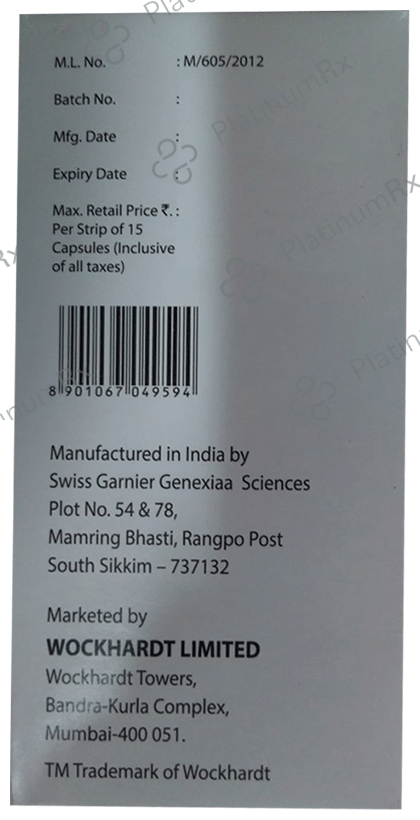 M.L. No. : M/605/2012
Batch No. :
Mfg. Date :
Expiry Date :
Max. Retail Price ₹. :
Per Strip of 15
Capsules (Inclusive
of all taxes)
8 901067 049594
Manufactured in India by
Swiss Garnier Genexiaa Sciences
Plot No. 54 & 78,
Mamring Bhasti, Rangpo Post
South Sikkim – 737132
Marketed by
WOCKHARDT LIMITED
Wockhardt Towers,
Bandra-Kurla Complex,
Mumbai-400 051.
TM Trademark of Wockhardt
PlatinumRx
PlatinumRx